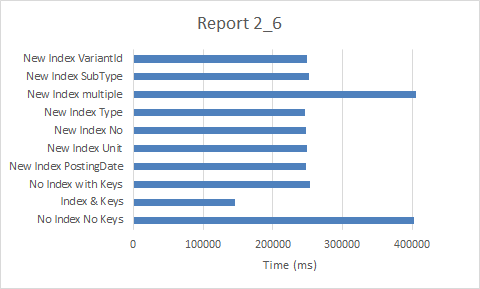 Report 2_6
New Index VariantId
New Index SubType
New Index multiple
New Index Type
New Index No
New Index Unit
New Index PostingDate
No Index with Keys
Index & Keys
No Index No Keys
0 100000 200000 300000 400000
Time (ms)